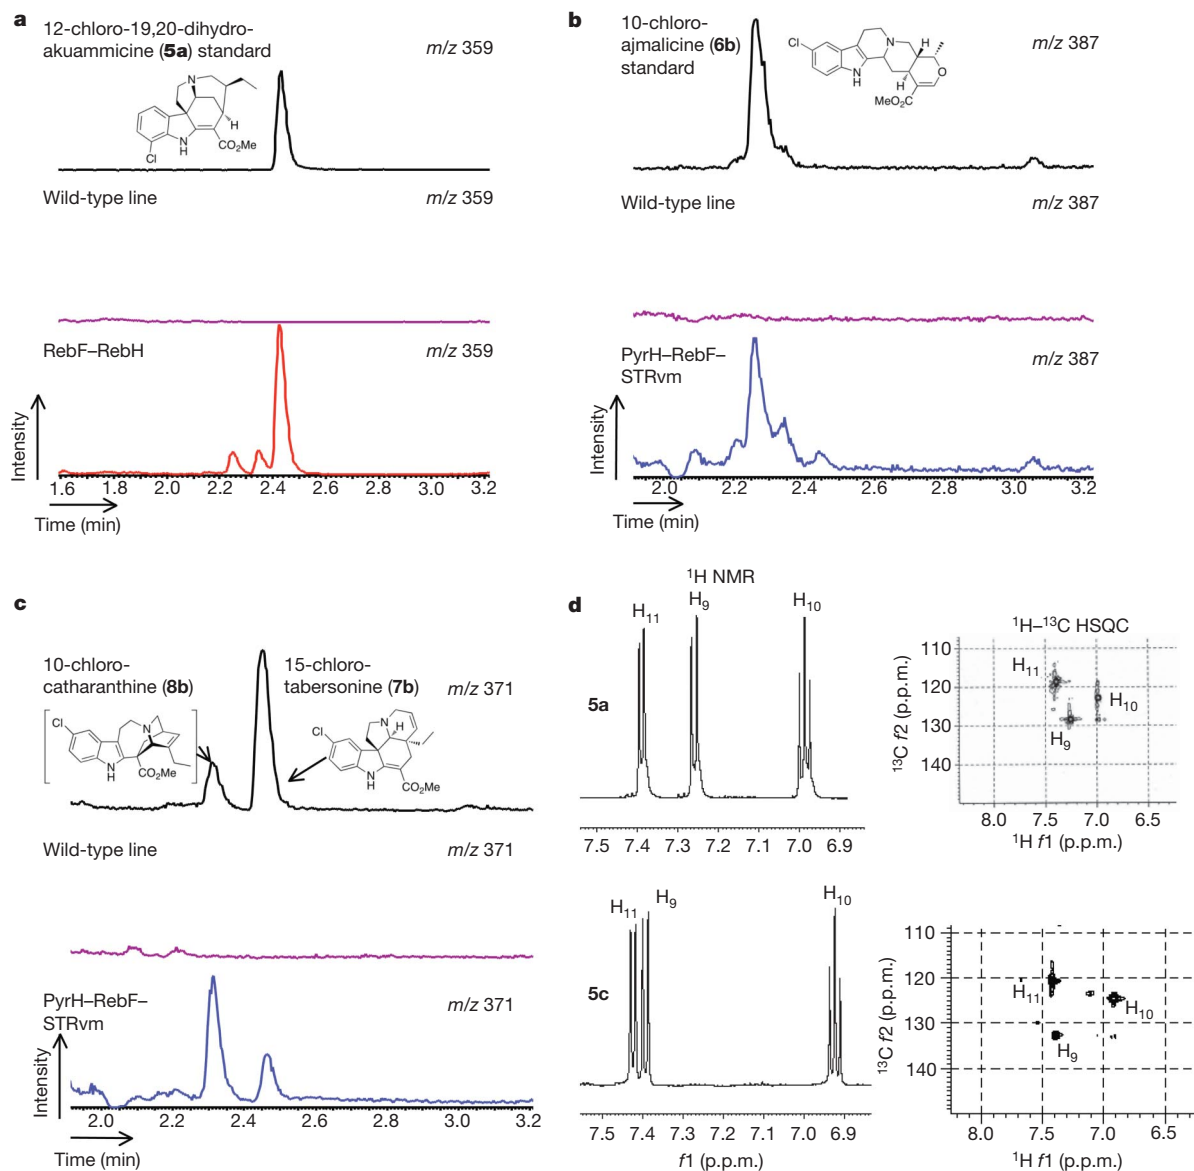 a
12-chloro-19,20-dihydro-
akuammicine (5a) standard
m/z 359
N
H
N
H
CO₂Me
Cl
Wild-type line
m/z 359
RebF–RebH
m/z 359
Intensity
1.6 1.8 2.0 2.2 2.4 2.6 3.0 3.2
Time (min)
b
10-chloro-
ajmalicine (6b)
standard
m/z 387
Cl
N
H
N
H
O
H
MeO₂C
Wild-type line
m/z 387
PyrH–RebF–
STRvm
m/z 387
Intensity
2.0 2.2 2.4 2.6 2.8 3.0 3.2
Time (min)
c
10-chloro-
catharanthine (8b)
15-chloro-
tabersonine (7b)
m/z 371
Cl
N
N
H
CO₂Me
Cl
N
H
N
H
CO₂Me
Wild-type line
m/z 371
PyrH–RebF–
STRvm
m/z 371
Intensity
2.0 2.2 2.4 2.6 2.8 3.0 3.2
Time (min)
d
¹H NMR
H₁₁
H₉
H₁₀
5a
7.5 7.4 7.3 7.2 7.1 7.0 6.9
¹H–¹³C HSQC
110
120
130
140
H₁₁
H₁₀
H₉
¹³C f2 (p.p.m.)
8.0 7.5 7.0 6.5
¹H f1 (p.p.m.)
H₁₁
H₉
H₁₀
5c
7.5 7.4 7.3 7.2 7.1 7.0 6.9
f1 (p.p.m.)
110
120
130
140
H₁₁
H₁₀
H₉
¹³C f2 (p.p.m.)
8.0 7.5 7.0 6.5
¹H f1 (p.p.m.)